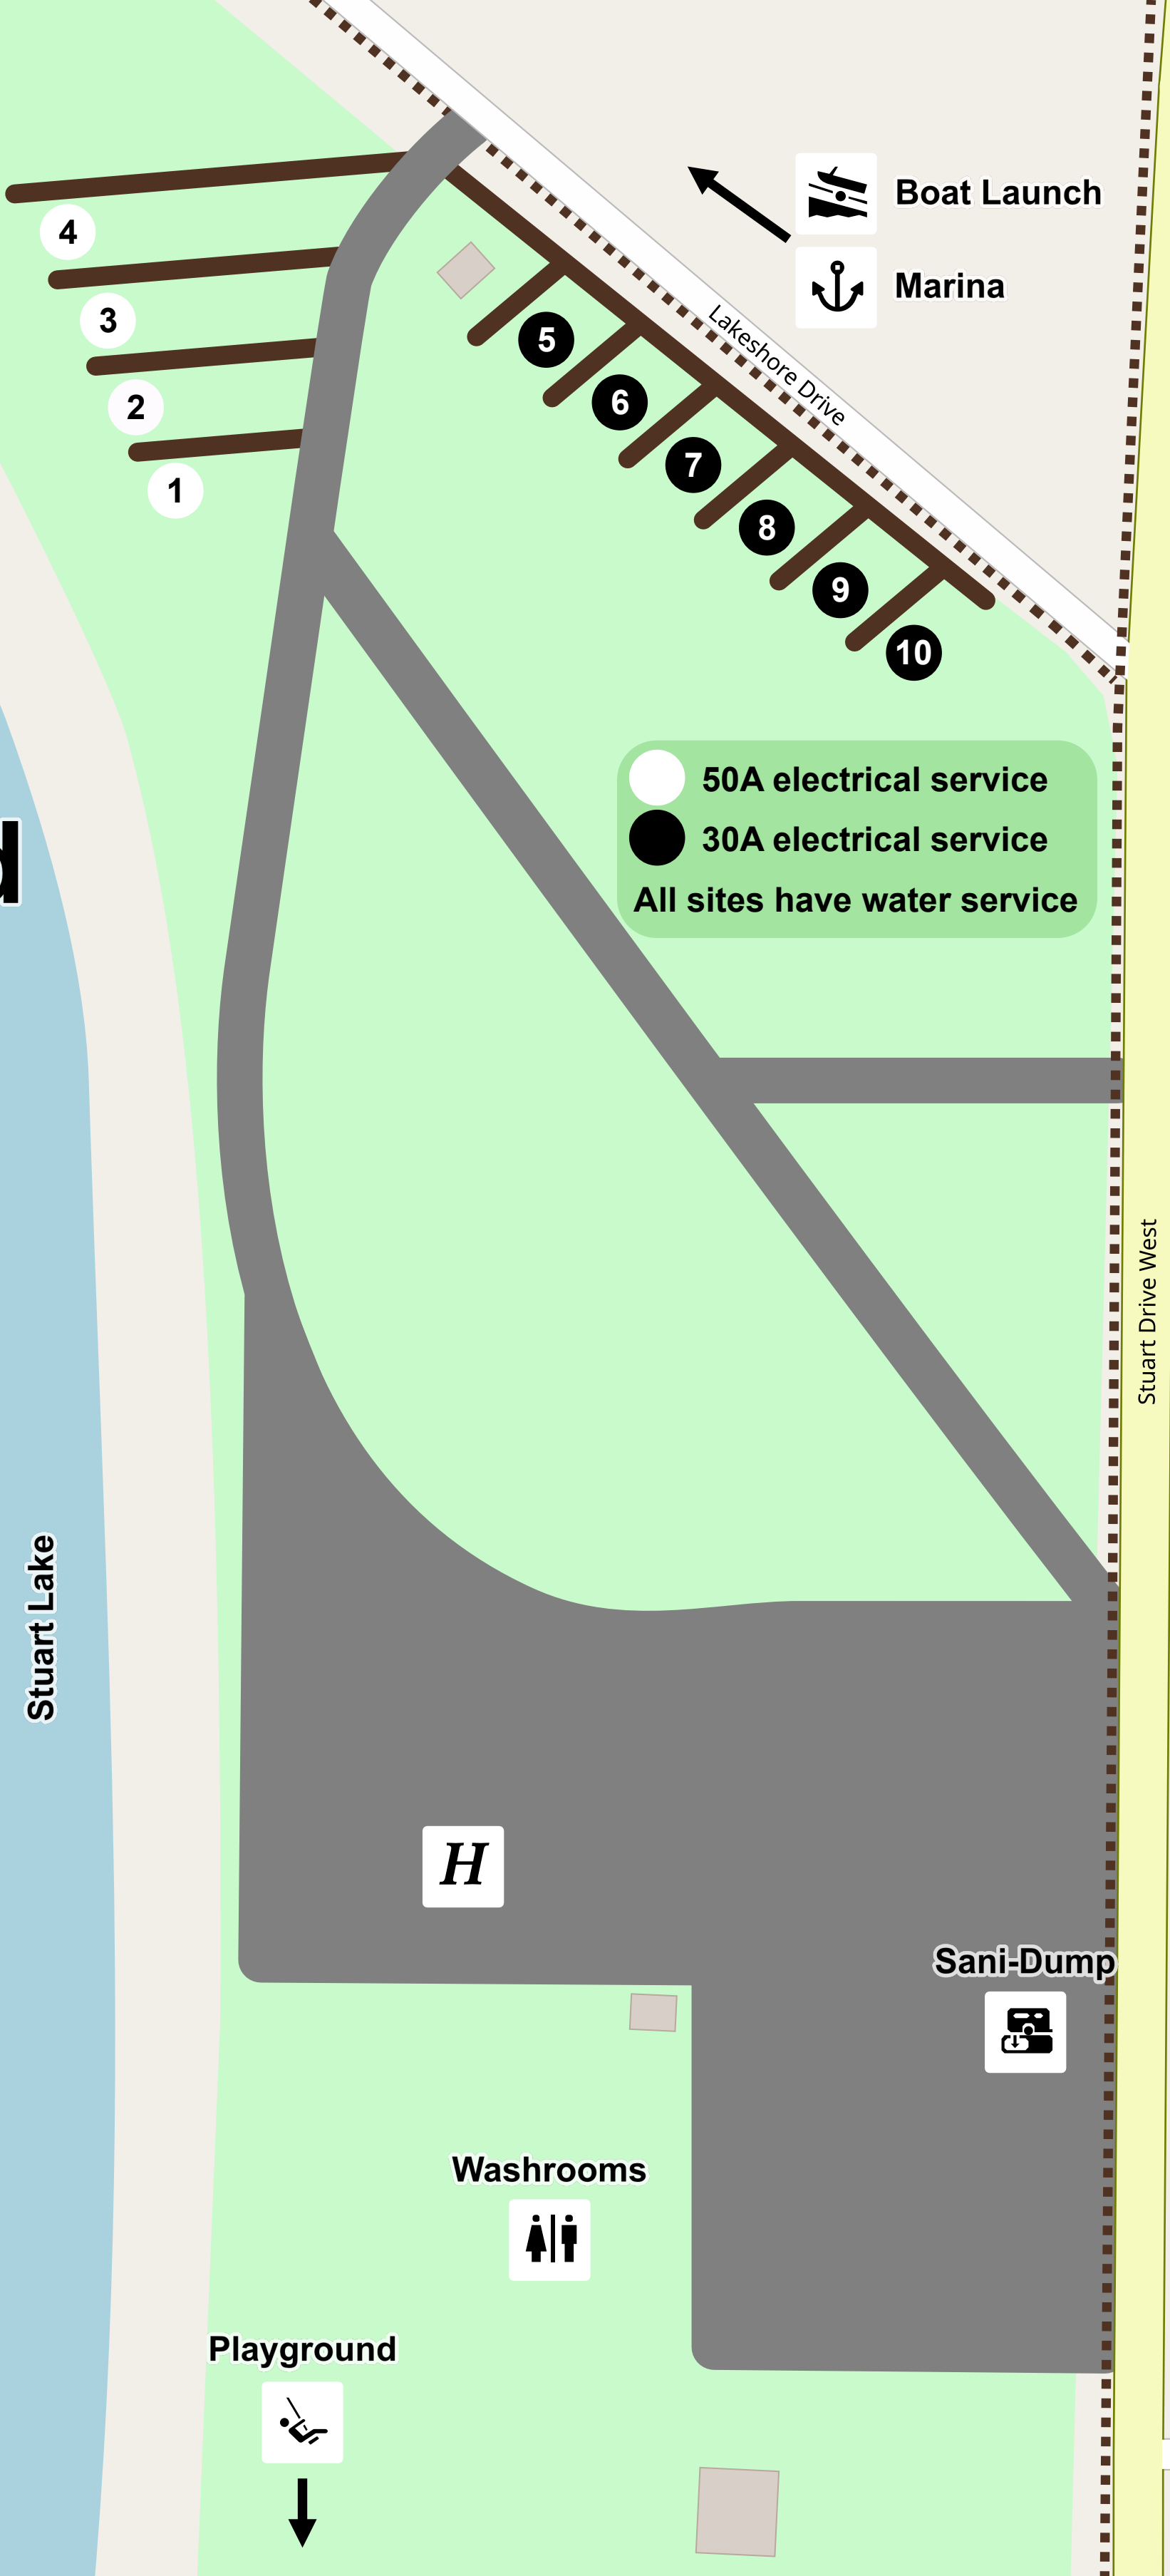 Boat Launch
Marina
4
3
2
1
Lakeshore Drive
5
6
7
8
9
10
50A electrical service
30A electrical service
All sites have water service
d
Stuart Drive West
Stuart Lake
H
Sani-Dump
Washrooms
Playground